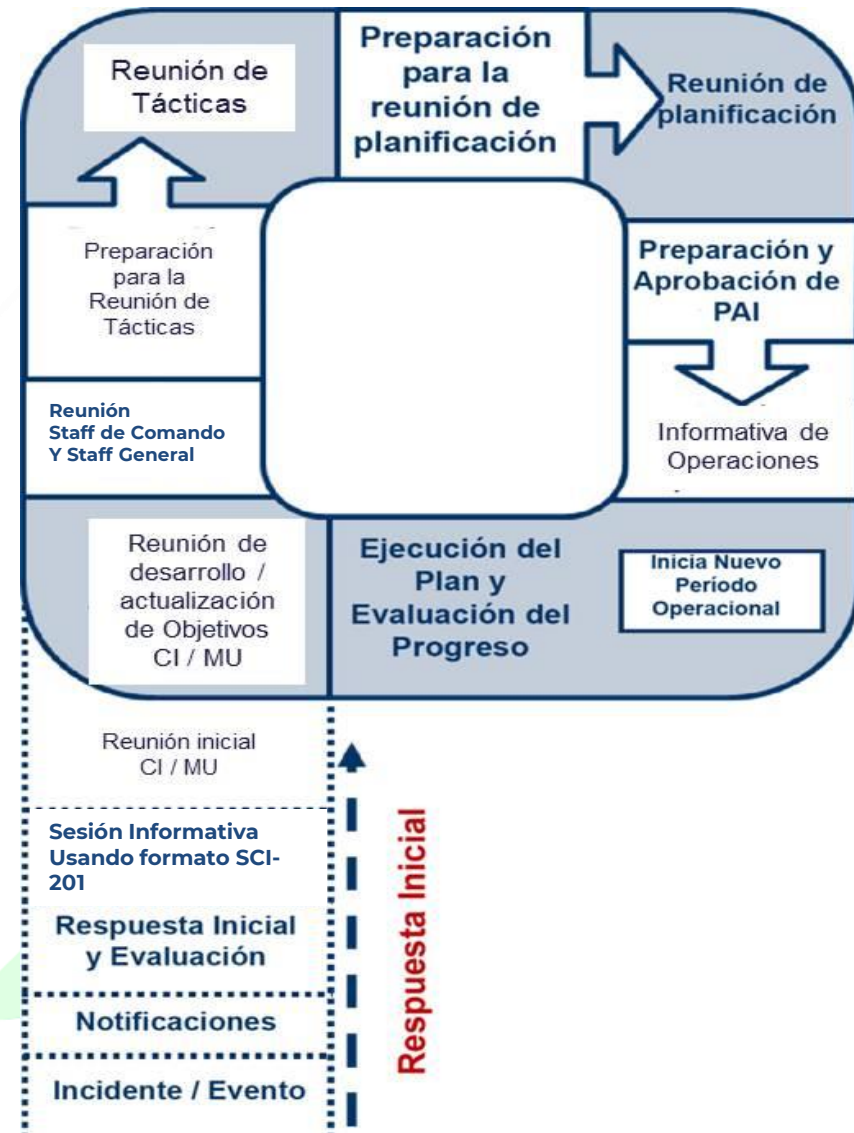 Reunión de
Tácticas
Preparación
para la
reunión de
planificación
Reunión de
planificación
Preparación
para la
Reunión de
Tácticas
Preparación y
Aprobación de
PAI
Reunión
Staff de Comando
Y Staff General
Informativa de
Operaciones
Reunión de
desarrollo /
actualización
de Objetivos
CI / MU
Ejecución del
Plan y
Evaluación del
Progreso
Inicia Nuevo
Período
Operacional
Reunión inicial
CI / MU
Sesión Informativa
Usando formato SCI-
201
Respuesta Inicial
y Evaluación
Notificaciones
Incidente / Evento
Respuesta Inicial